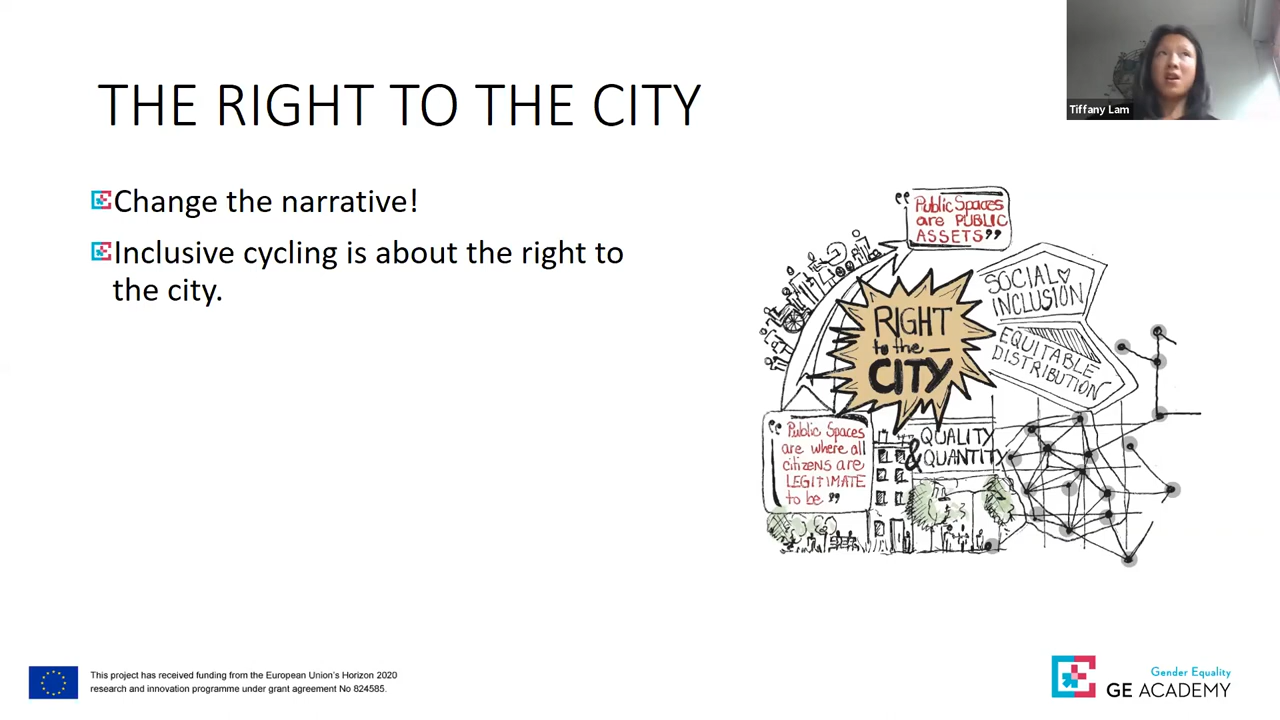 THE RIGHT TO THE CITY
Tiffany Lam
Change the narrative!
Inclusive cycling is about the right to
the city.
"Public Spaces
are PUBLIC
ASSETS"
SOCIAL
INCLUSION
EQUITABLE
DISTRIBUTION
RIGHT
to the
CITY
"Public Spaces
are where all
citizens are
LEGITIMATE
to be"
QUALITY
& QUANTITY
This project has received funding from the European Union's Horizon 2020
research and innovation programme under grant agreement No 824585.
Gender Equality
GE ACADEMY